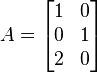 A = [1 0
0 1
2 0]